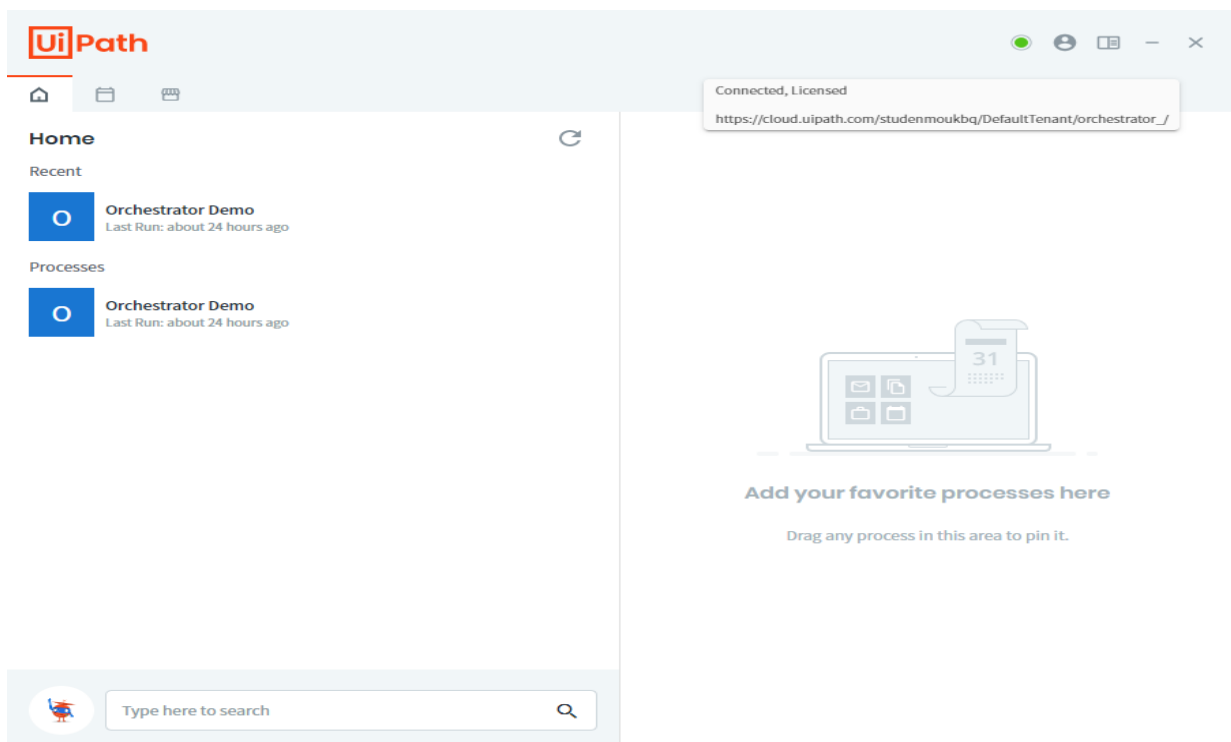 UiPath
Connected, Licensed
https://cloud.uipath.com/studenmoukbq/DefaultTenant/orchestrator_/
Home
Recent
O
Orchestrator Demo
Last Run: about 24 hours ago
Processes
O
Orchestrator Demo
Last Run: about 24 hours ago
31
Add your favorite processes here
Drag any process in this area to pin it.
Type here to search